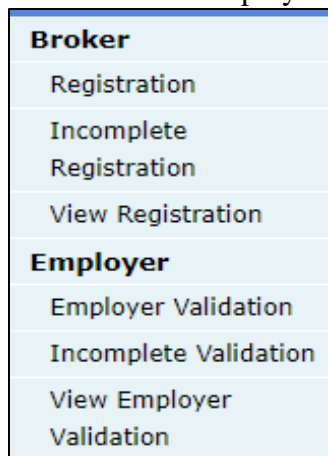 Broker
Registration
Incomplete
Registration
View Registration
Employer
Employer Validation
Incomplete Validation
View Employer
Validation